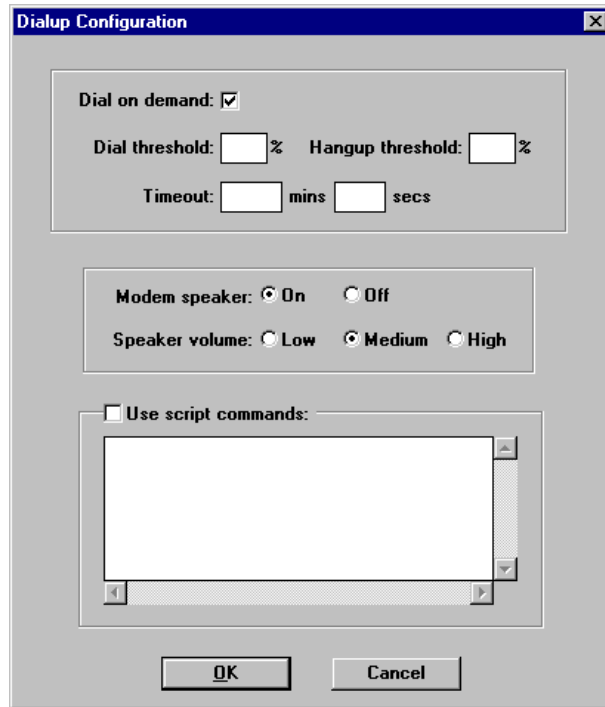 Dialup Configuration
Dial on demand:
Dial threshold: % Hangup threshold: %
Timeout: mins secs
Modem speaker: On Off
Speaker volume: Low Medium High
Use script commands:
OK Cancel